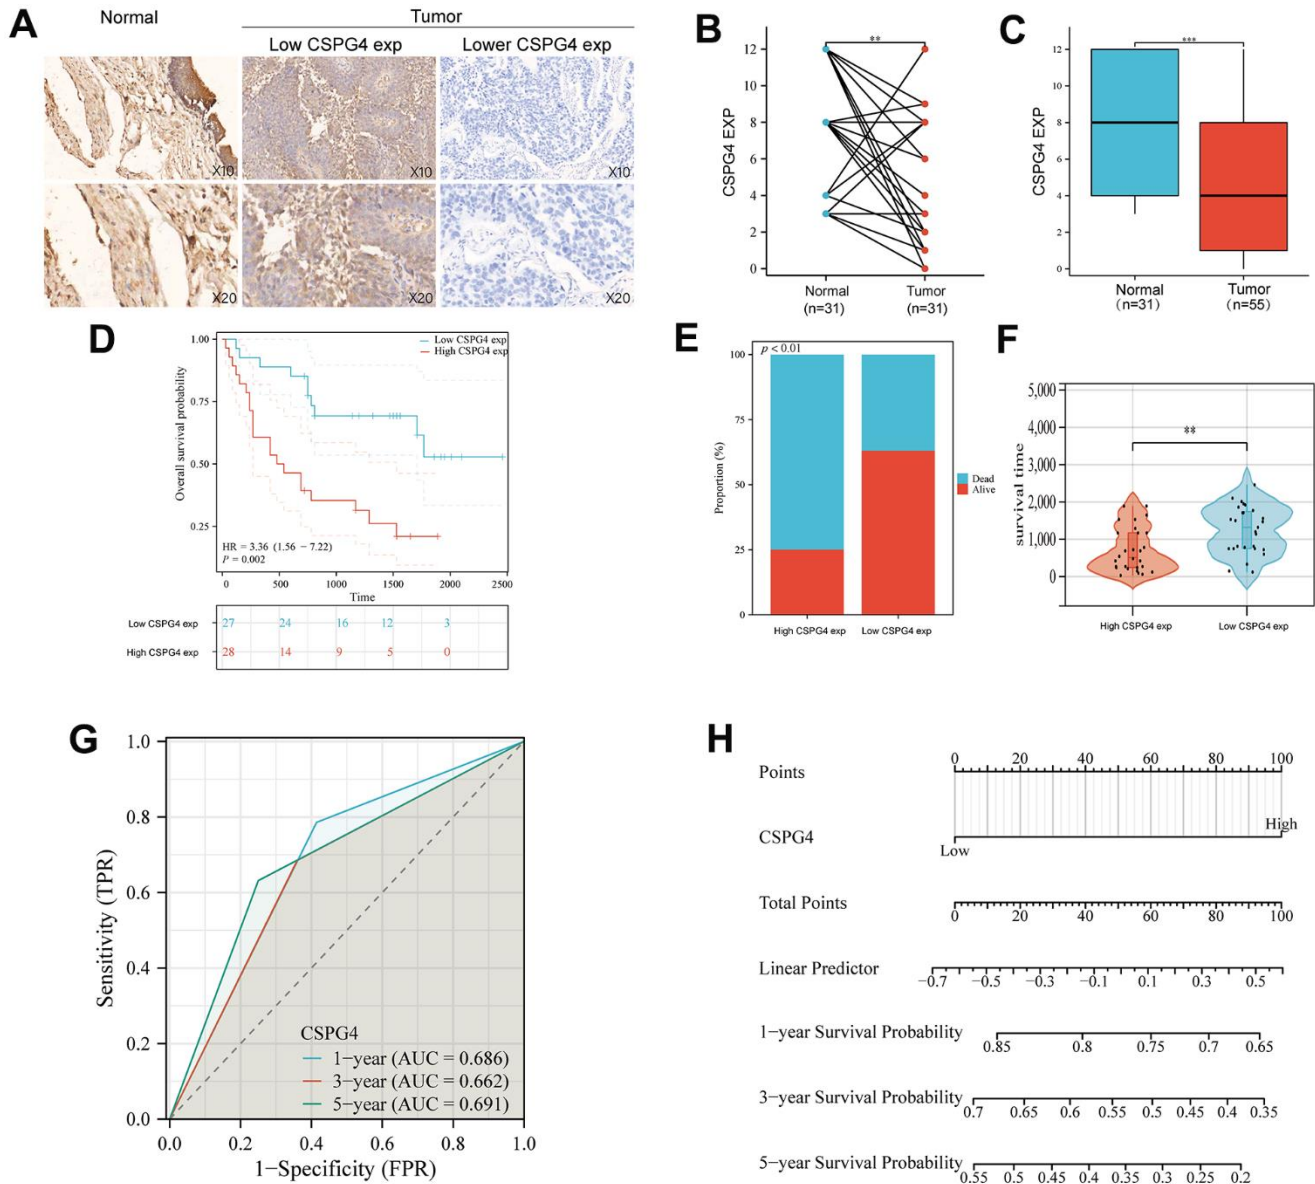 A
Normal
Tumor
Low CSPG4 exp
Lower CSPG4 exp
X10
X10
X10
X20
X20
X20
B
**
CSPG4 EXP
12
10
8
6
4
2
0
Normal
(n=31)
Tumor
(n=31)
C
***
CSPG4 EXP
12
10
8
6
4
2
0
Normal
(n=31)
Tumor
(n=55)
D
Low CSPG4 exp
High CSPG4 exp
Overall survival probability
1.00
0.75
0.50
0.25
HR = 3.36 (1.56 − 7.22)
P = 0.002
0 500 1000 1500 2000 2500
Time
Low CSPG4 exp 27 24 16 12 3
High CSPG4 exp 28 14 9 5 0
E
p < 0.01
Proportion (%)
100
75
50
25
0
High CSPG4 exp Low CSPG4 exp
Dead
Alive
F
**
survival time
5,000
4,000
3,000
2,000
1,000
0
High CSPG4 exp Low CSPG4 exp
G
Sensitivity (TPR)
1.0
0.8
0.6
0.4
0.2
0.0
CSPG4
1−year (AUC = 0.686)
3−year (AUC = 0.662)
5−year (AUC = 0.691)
0.0 0.2 0.4 0.6 0.8 1.0
1−Specificity (FPR)
H
Points
0 20 40 60 80 100
CSPG4
Low
High
Total Points
0 20 40 60 80 100
Linear Predictor
−0.7 −0.5 −0.3 −0.1 0.1 0.3 0.5
1−year Survival Probability
0.85 0.8 0.75 0.7 0.65
3−year Survival Probability
0.7 0.65 0.6 0.55 0.5 0.45 0.4 0.35
5−year Survival Probability
0.55 0.5 0.45 0.4 0.35 0.3 0.25 0.2